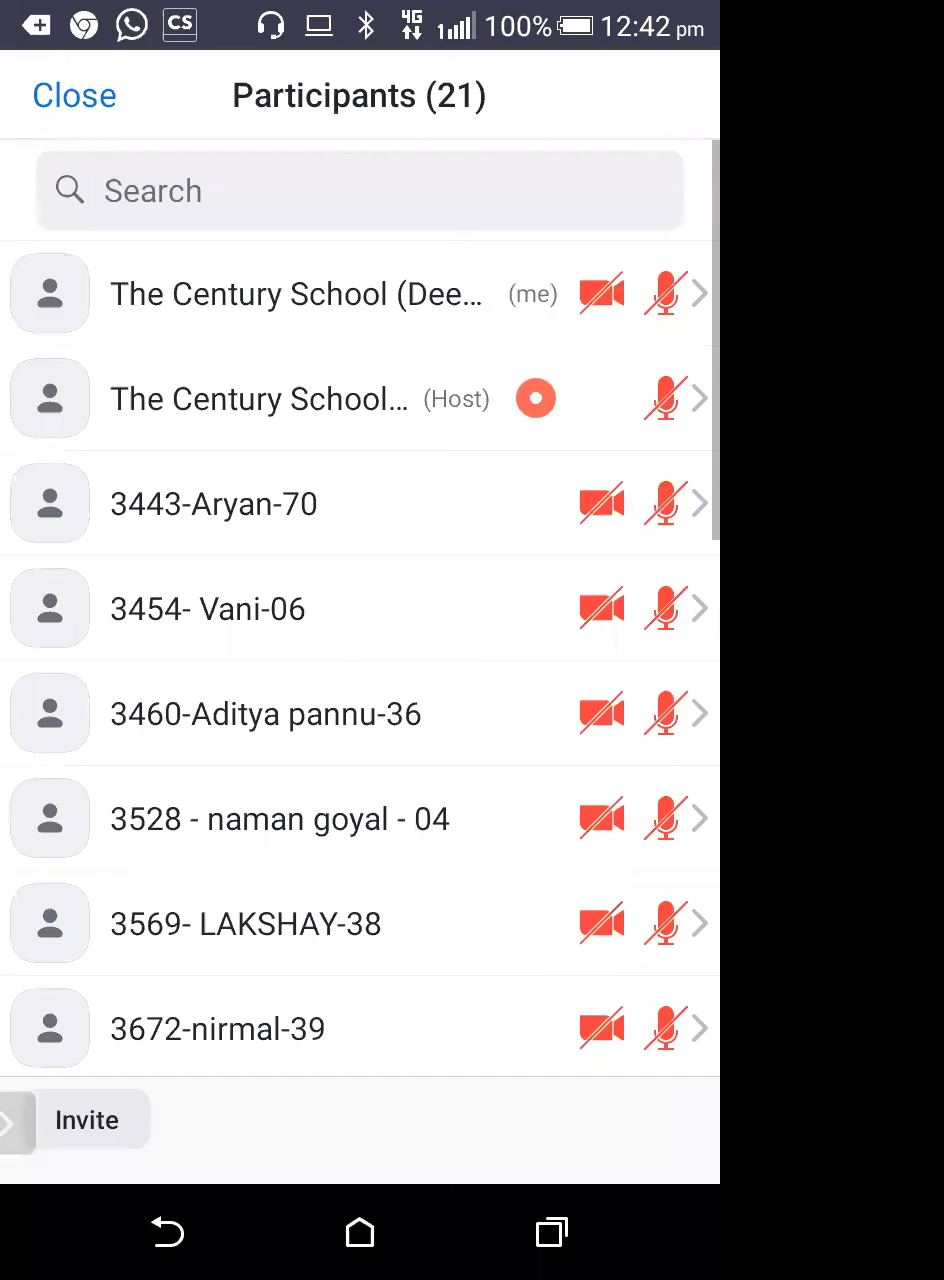 CS 4G 100% 12:42 pm
Close Participants (21)
Search
The Century School (Dee... (me)
The Century School... (Host)
3443-Aryan-70
3454- Vani-06
3460-Aditya pannu-36
3528 - naman goyal - 04
3569- LAKSHAY-38
3672-nirmal-39
Invite